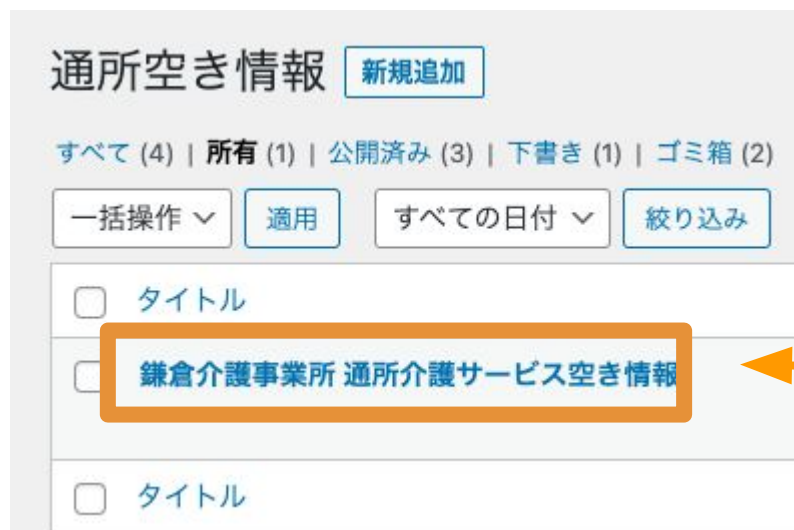 通所空き情報 新規追加
すべて (4) | 所有 (1) | 公開済み (3) | 下書き (1) | ゴミ箱 (2)
一括操作 適用 すべての日付 絞り込み
タイトル
鎌倉介護事業所 通所介護サービス空き情報
タイトル